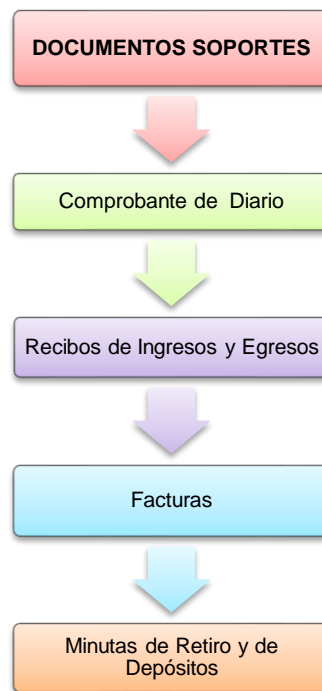 DOCUMENTOS SOPORTES
Comprobante de Diario
Recibos de Ingresos y Egresos
Facturas
Minutas de Retiro y de
Depósitos